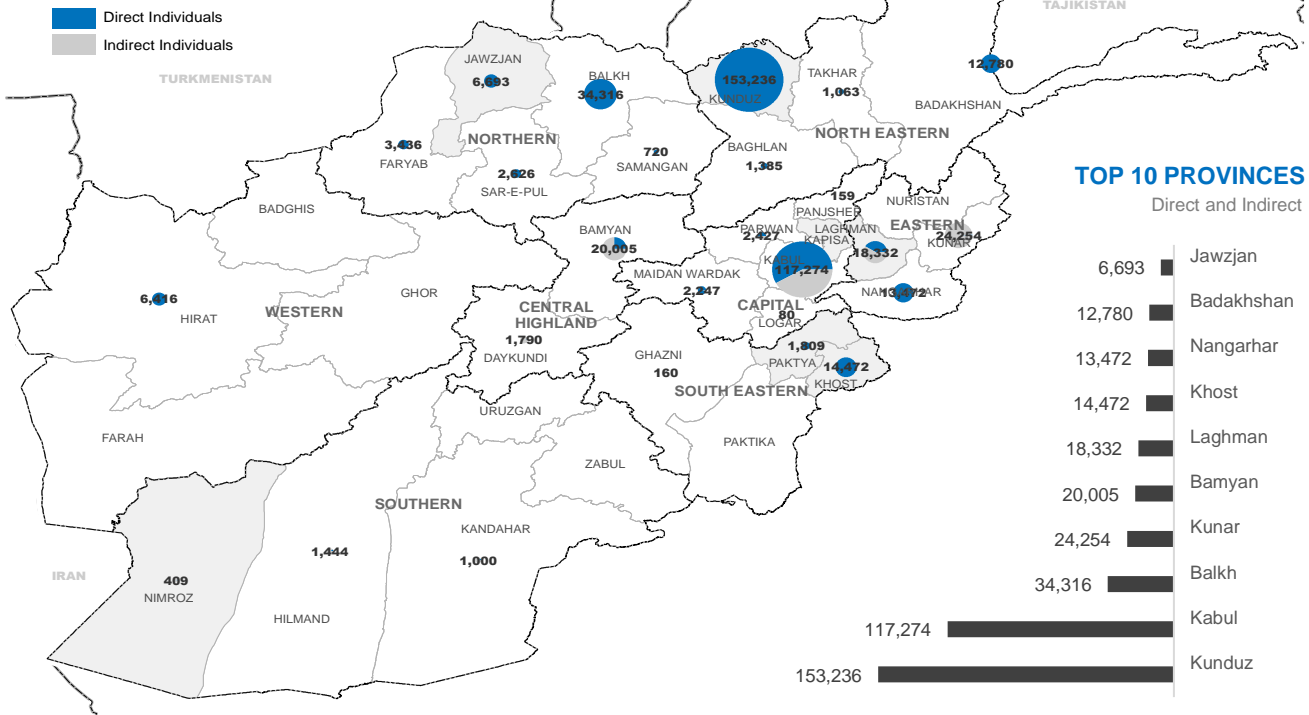 TAJIKISTAN
Direct Individuals
Indirect Individuals
TURKMENISTAN
JAWZJAN
6,693
BALKH
34,316
153,236
KUNDUZ
TAKHAR
1,063
12,780
BADAKHSHAN
3,436
FARYAB
NORTHERN
2,626
SAR-E-PUL
720
SAMANGAN
BAGHLAN
1,385
NORTH EASTERN
BADGHIS
BAMYAN
20,005
159
PANJSHER
PARWAN
2,427
LAGHMAN
KAPISA
NURISTAN
EASTERN
24,254
KUNAR
18,332
KABUL
117,274
NANGARHAR
13,472
MAIDAN WARDAK
2,247
CAPITAL
80
LOGAR
6,416
HIRAT
WESTERN
GHOR
CENTRAL
HIGHLAND
1,790
DAYKUNDI
GHAZNI
160
1,809
PAKTYA
14,472
KHOST
SOUTH EASTERN
FARAH
URUZGAN
PAKTIKA
ZABUL
SOUTHERN
KANDAHAR
1,000
1,444
HILMAND
IRAN
409
NIMROZ
TOP 10 PROVINCES
Direct and Indirect
6,693 Jawzjan
12,780 Badakhshan
13,472 Nangarhar
14,472 Khost
18,332 Laghman
20,005 Bamyan
24,254 Kunar
34,316 Balkh
117,274 Kabul
153,236 Kunduz